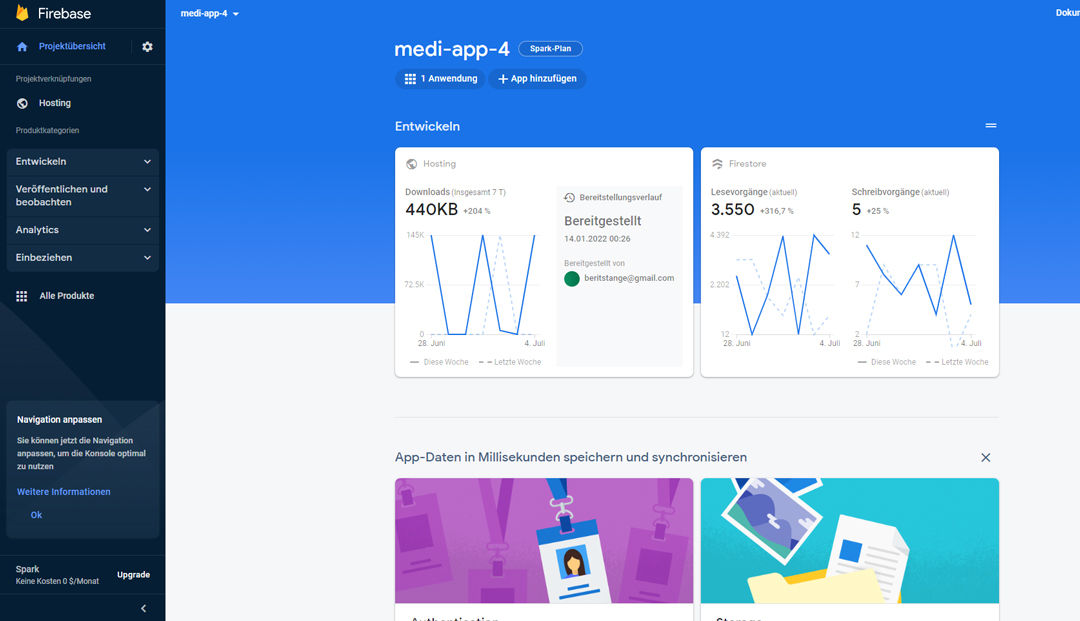 Firebase
Projektübersicht
Projektverknüpfungen
Hosting
Produktkategorien
Entwickeln
Veröffentlichen und
beobachten
Analytics
Einbeziehen
Alle Produkte
Navigation anpassen
Sie können jetzt die Navigation
anpassen, um die Konsole optimal
zu nutzen
Weitere Informationen
Ok
Spark
Keine Kosten 0 $/Monat
Upgrade
medi-app-4
medi-app-4 Spark-Plan
1 Anwendung + App hinzufügen
Entwickeln
Hosting
Downloads (Insgesamt 7 T)
440KB +204 %
145K
72.5K
0
28. Juni 4. Juli
Diese Woche Letzte Woche
Bereitstellungsverlauf
Bereitgestellt
14.01.2022 00:26
Bereitgestellt von
beritstange@gmail.com
Firestore
Lesevorgänge (aktuell)
3.550 +316,7 %
4.392
2.202
12
28. Juni 4. Juli
Schreibvorgänge (aktuell)
5 +25 %
12
7
2
28. Juni 4. Juli
Diese Woche Letzte Woche
App-Daten in Millisekunden speichern und synchronisieren